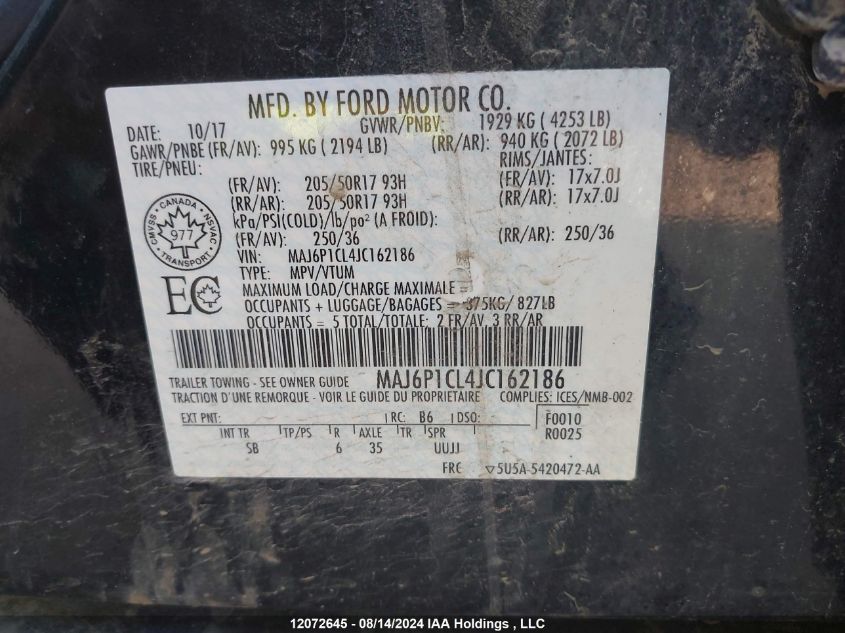 MFD. BY FORD MOTOR CO.
DATE: 10/17 GVWR/PNBV: 1929 KG ( 4253 LB)
GAWR/PNBE (FR/AV): 995 KG ( 2194 LB) (RR/AR): 940 KG ( 2072 LB)
TIRE/PNEU: RIMS/JANTES:
(FR/AV): 205/50R17 93H (FR/AV): 17x7.0J
(RR/AR): 205/50R17 93H (RR/AR): 17x7.0J
kPa/PSI(COLD)/lb/po² (A FROID):
(FR/AV): 250/36 (RR/AR): 250/36
CANADA
CMVSS NSVAC
977
TRANSPORT
VIN: MAJ6P1CL4JC162186
TYPE: MPV/VTUM
EC
MAXIMUM LOAD/CHARGE MAXIMALE =
OCCUPANTS + LUGGAGE/BAGAGES = 375KG/ 827LB
OCCUPANTS = 5 TOTAL/TOTALE: 2 FR/AV 3 RR/AR
TRAILER TOWING - SEE OWNER GUIDE MAJ6P1CL4JC162186
TRACTION D'UNE REMORQUE - VOIR LE GUIDE DU PROPRIETAIRE COMPLIES: ICES/NMB-002
EXT PNT: RC: B6 DSO: F0010
R0025
INT TR TP/PS R AXLE TR SPR
SB 6 35 UUJJ
FRC ▽5U5A-5420472-AA
12072645 - 08/14/2024 IAA Holdings , LLC